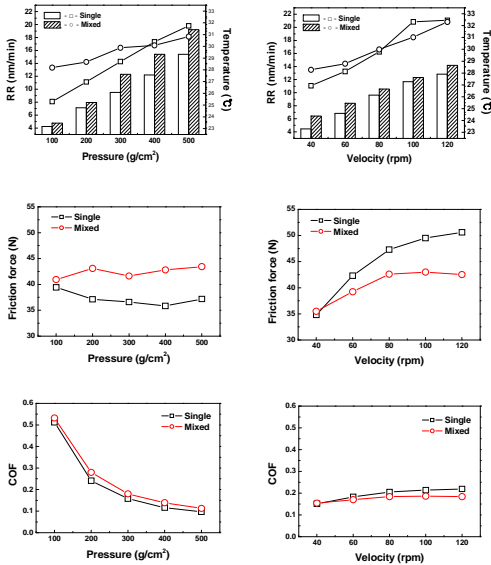 Single
Mixed
RR (nm/min)
22 20 18 16 14 12 10 8 6 4
33 32 31 30 29 28 27 26 25 24 23
Temperature (℃)
100 200 300 400 500
Pressure (g/cm²)
Single
Mixed
RR (nm/min)
22 20 18 16 14 12 10 8 6 4
33 32 31 30 29 28 27 26 25 24 23
Temperature (℃)
40 60 80 100 120
Velocity (rpm)
Single
Mixed
Friction force (N)
55 50 45 40 35 30
100 200 300 400 500
Pressure (g/cm²)
Single
Mixed
Friction force (N)
55 50 45 40 35 30
40 60 80 100 120
Velocity (rpm)
Single
Mixed
COF
0.6 0.5 0.4 0.3 0.2 0.1 0.0
100 200 300 400 500
Pressure (g/cm²)
Single
Mixed
COF
0.6 0.5 0.4 0.3 0.2 0.1 0.0
40 60 80 100 120
Velocity (rpm)